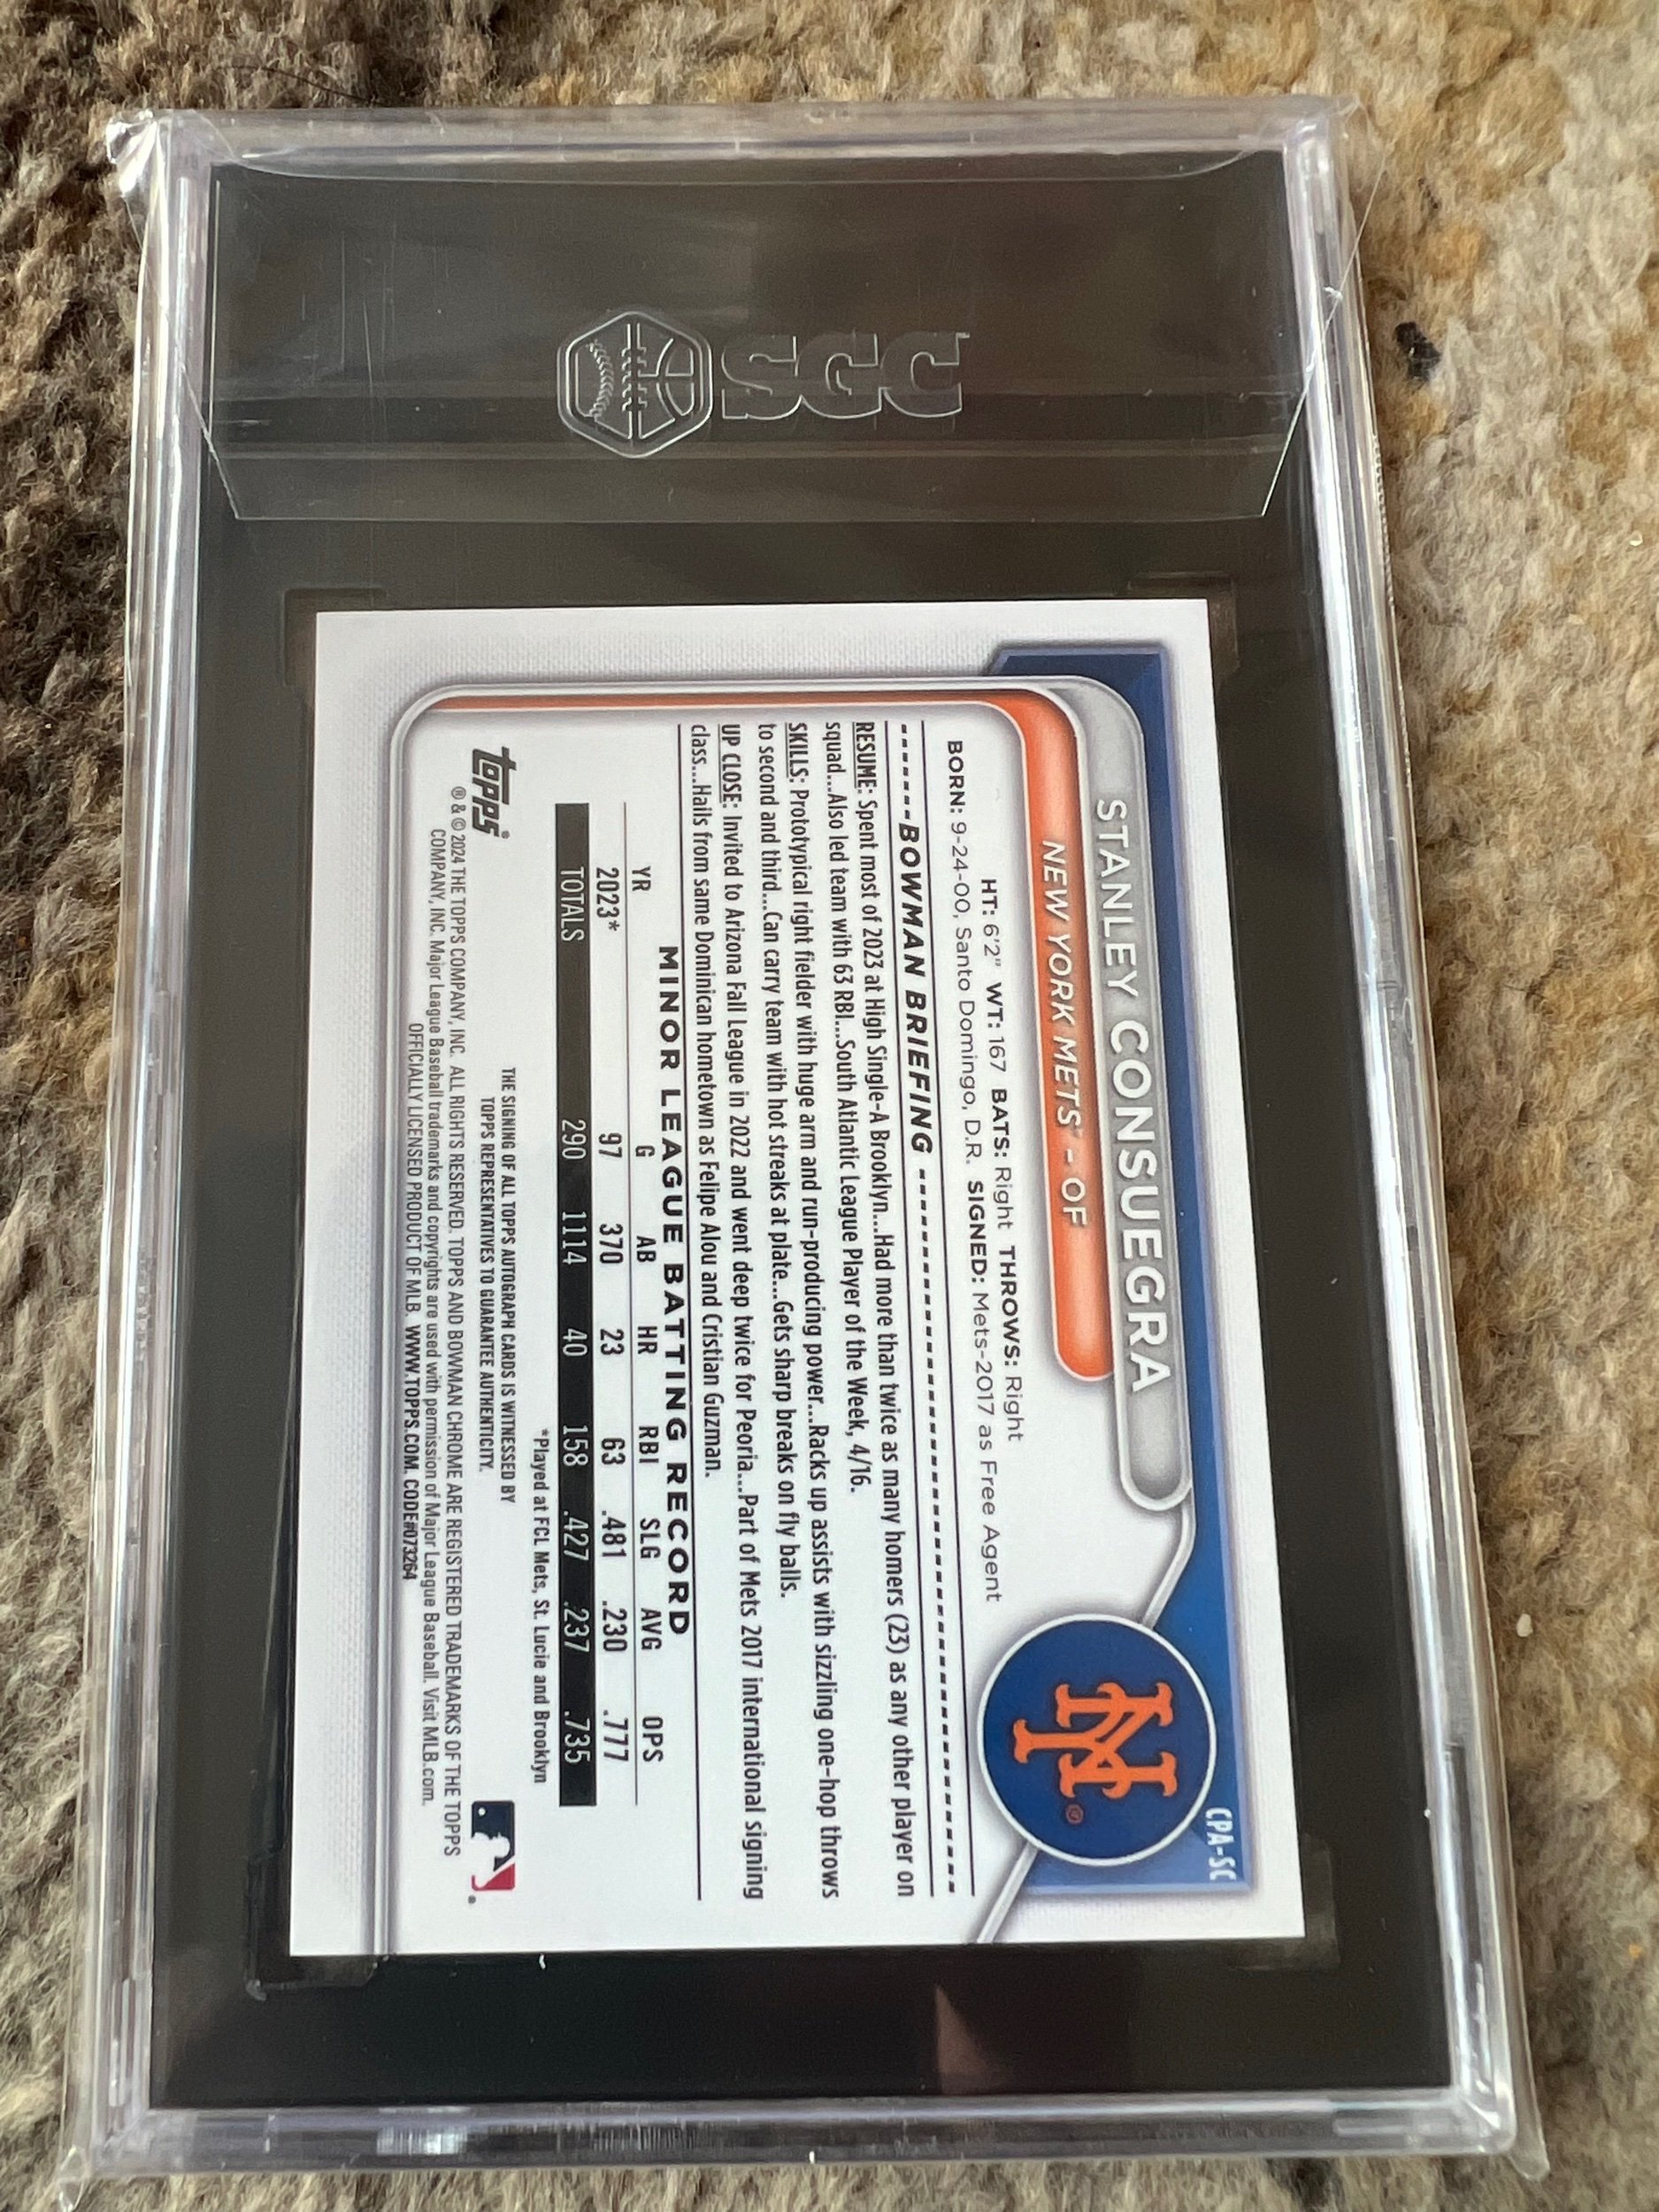 SGC
CPA-SC
STANLEY CONSUEGRA
NEW YORK METS® - OF
HT: 6'2" WT: 167 BATS: Right THROWS: Right
BORN: 9-24-00, Santo Domingo, D.R. SIGNED: Mets-2017 as Free Agent
BOWMAN BRIEFING
RESUME: Spent most of 2023 at High Single-A Brooklyn...Had more than twice as many homers (23) as any other player on
squad...Also led team with 63 RBI...South Atlantic League Player of the Week, 4/16.
SKILLS: Prototypical right fielder with huge arm and run-producing power...Racks up assists with sizzling one-hop throws
to second and third...Can carry team with hot streaks at plate...Gets sharp breaks on fly balls.
UP CLOSE: Invited to Arizona Fall League in 2022 and went deep twice for Peoria...Part of Mets 2017 international signing
class...Hails from same Dominican hometown as Felipe Alou and Cristian Guzman.
MINOR LEAGUE BATTING RECORD
YR G AB HR RBI SLG AVG OPS
2023* 97 370 23 63 .481 .230 .777
TOTALS 290 1114 40 158 .427 .237 .735
*Played at FCL Mets, St. Lucie and Brooklyn
THE SIGNING OF ALL TOPPS AUTOGRAPH CARDS IS WITNESSED BY
TOPPS REPRESENTATIVES TO GUARANTEE AUTHENTICITY.
topps®
® & © 2024 THE TOPPS COMPANY, INC. ALL RIGHTS RESERVED. TOPPS AND BOWMAN CHROME ARE REGISTERED TRADEMARKS OF THE TOPPS
COMPANY, INC. Major League Baseball trademarks and copyrights are used with permission of Major League Baseball. Visit MLB.com.
OFFICIALLY LICENSED PRODUCT OF MLB. WWW.TOPPS.COM. CODE#073264